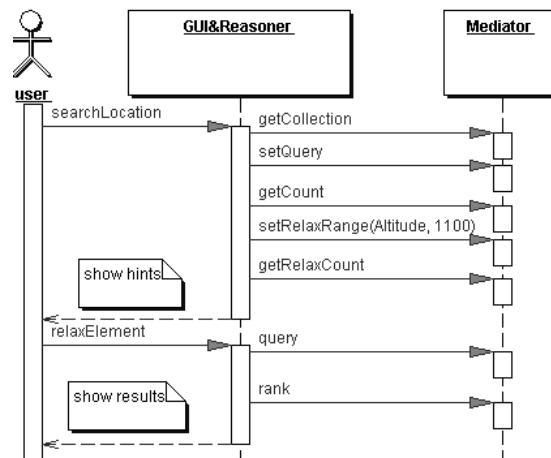 GUI&Reasoner
Mediator
user
searchLocation
getCollection
setQuery
getCount
setRelaxRange(Altitude, 1100)
getRelaxCount
show hints
relaxElement
query
rank
show results